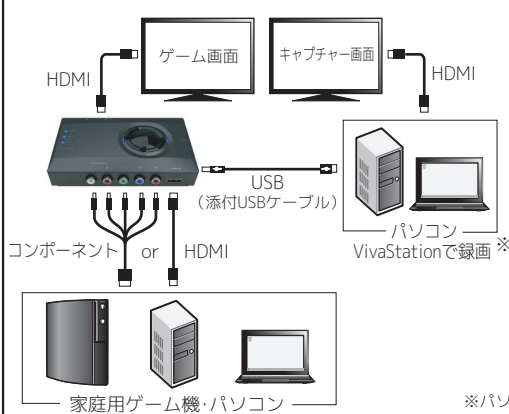 ゲーム画面
キャプチャー画面
HDMI
HDMI
USB
(添付USBケーブル)
パソコン
VivaStationで録画※
コンポーネント or HDMI
家庭用ゲーム機・パソコン
※パソ